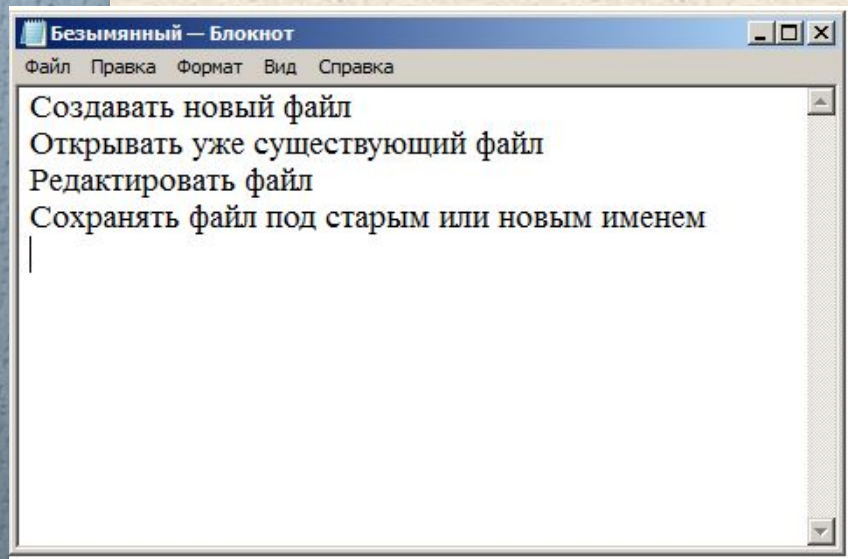 Безымянный — Блокнот
Файл Правка Формат Вид Справка
Создавать новый файл
Открывать уже существующий файл
Редактировать файл
Сохранять файл под старым или новым именем